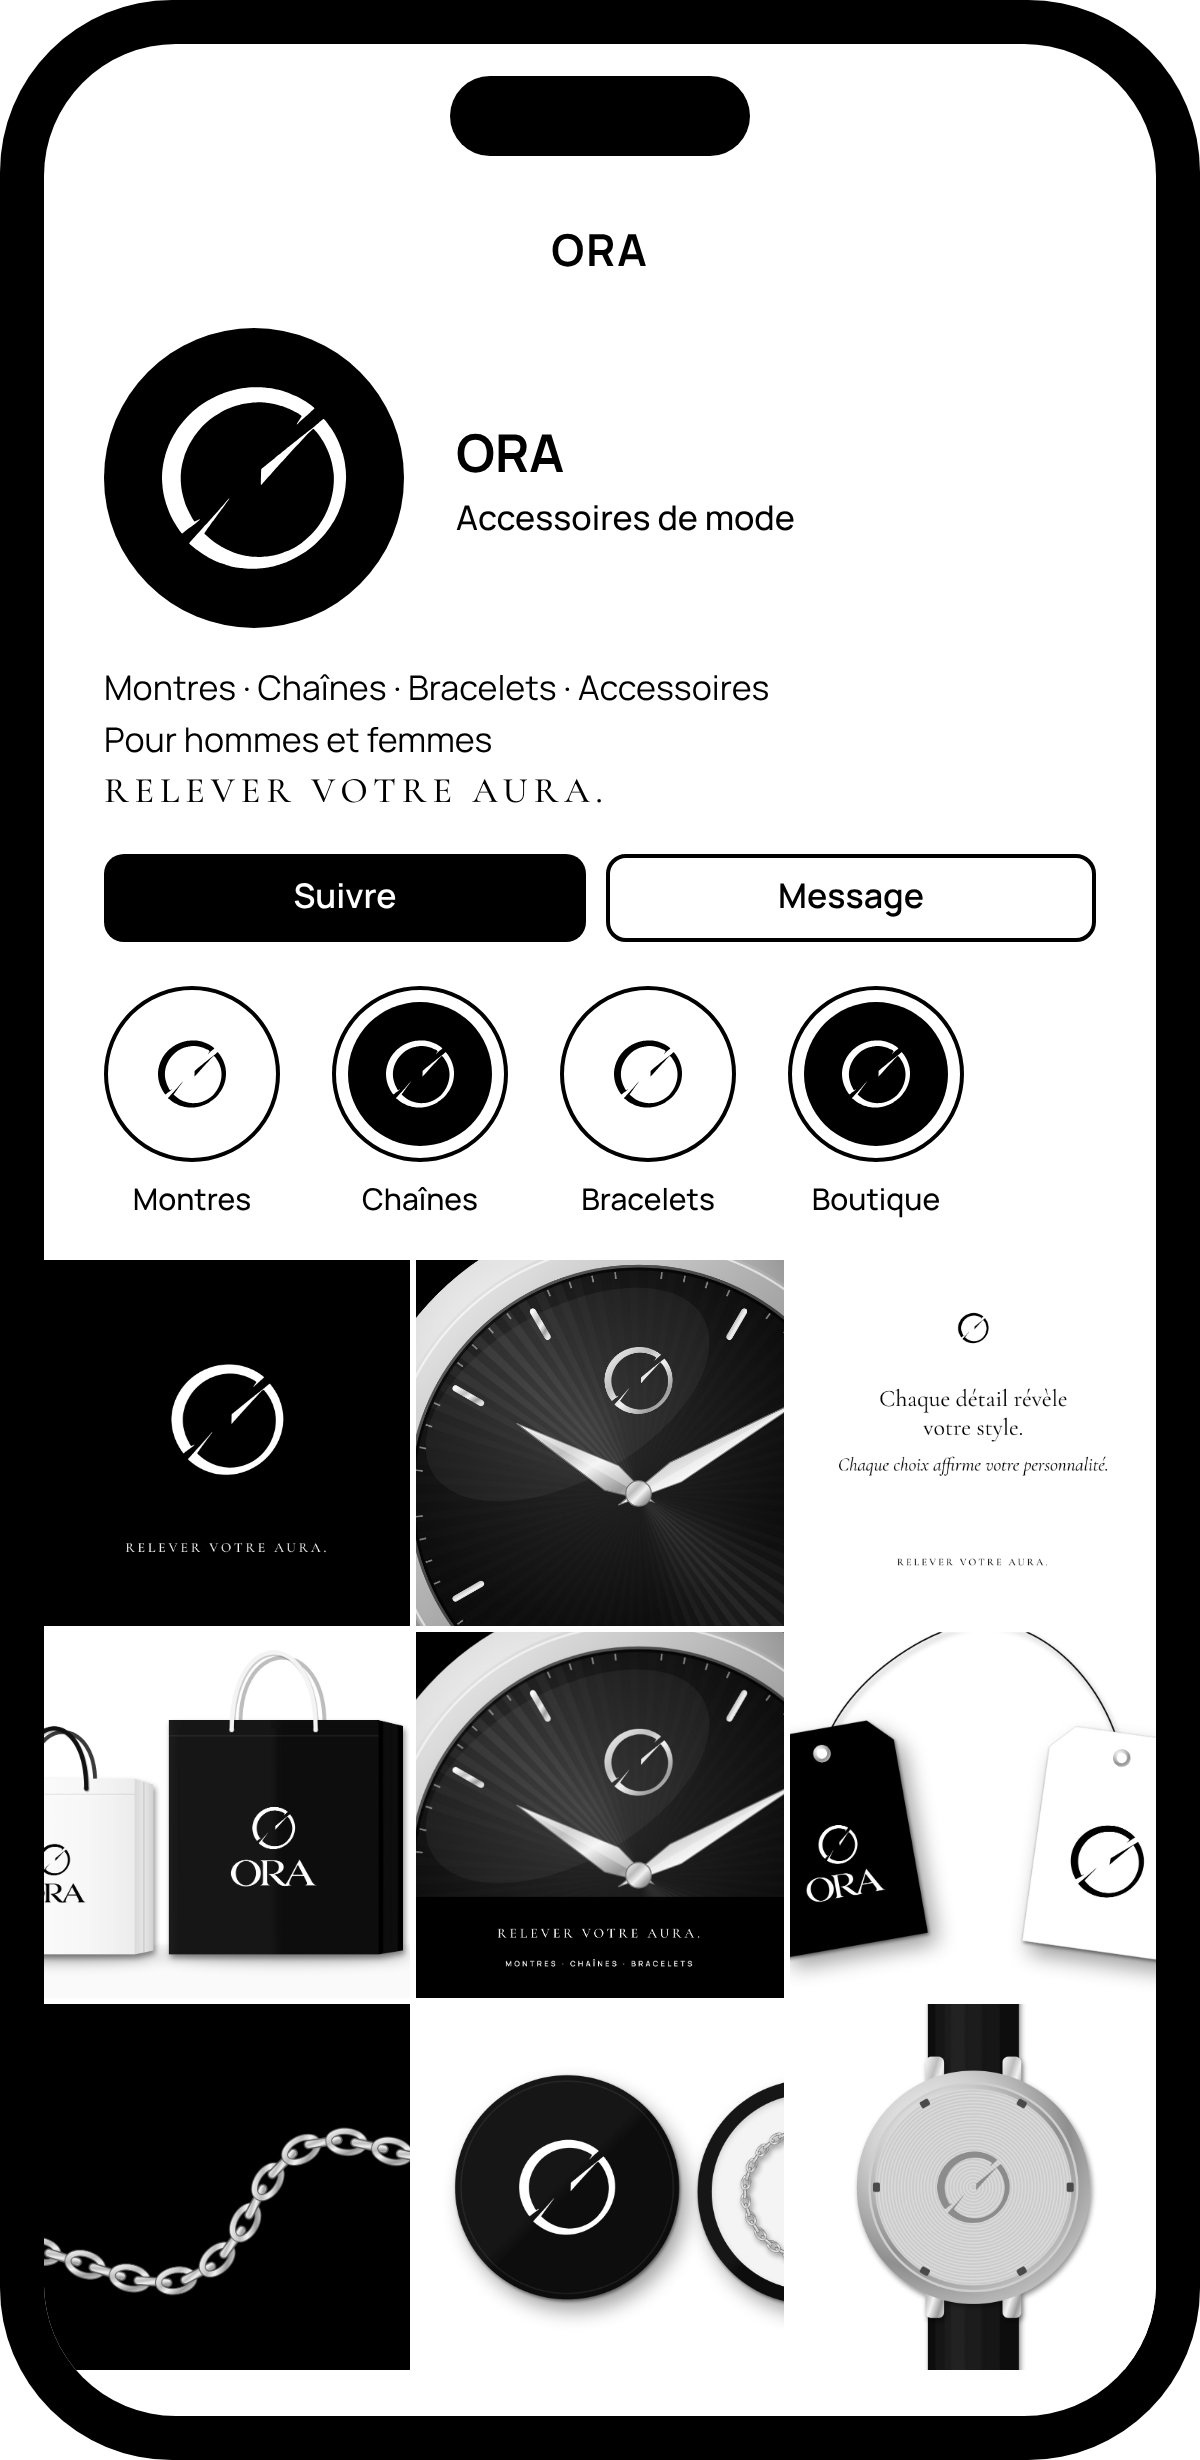 ORA
ORA
Accessoires de mode
Montres · Chaînes · Bracelets · Accessoires
Pour hommes et femmes
RELEVER VOTRE AURA.
Suivre
Message
Montres
Chaînes
Bracelets
Boutique
RELEVER VOTRE AURA.
Chaque détail révèle
votre style.
Chaque choix affirme votre personnalité.
RELEVER VOTRE AURA.
RA
ORA
RELEVER VOTRE AURA.
MONTRES · CHAÎNES · BRACELETS
ORA